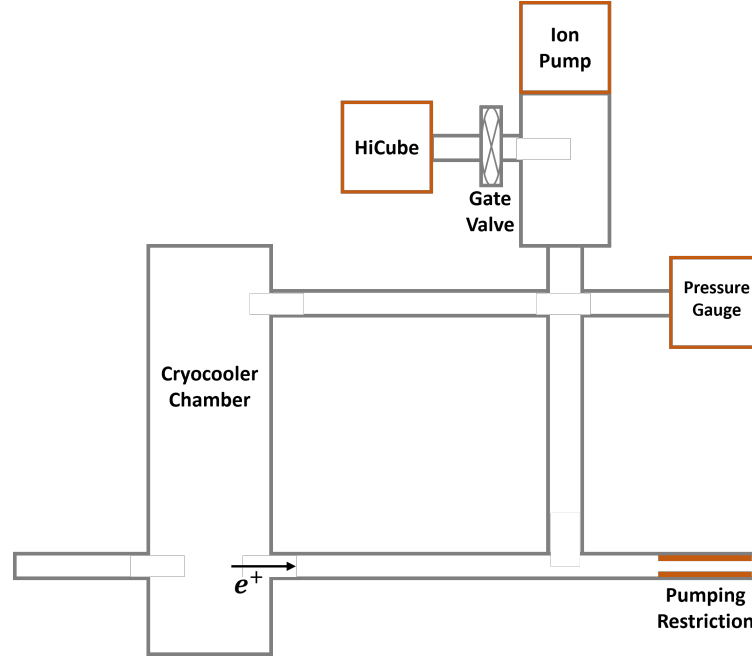 Ion
Pump
HiCube
Gate
Valve
Pressure
Gauge
Cryocooler
Chamber
e⁺
Pumping
Restriction